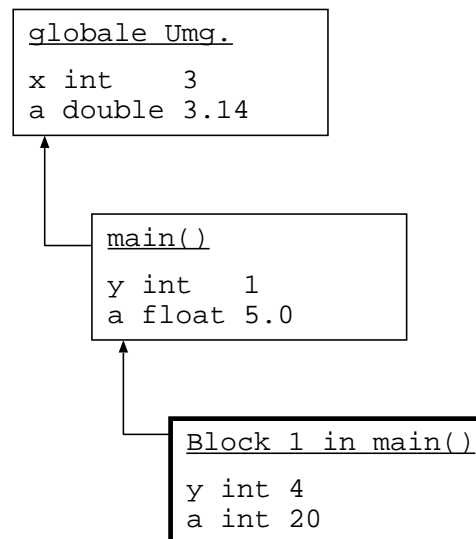 globale Umg.
x int 3
a double 3.14
main()
y int 1
a float 5.0
Block 1 in main()
y int 4
a int 20